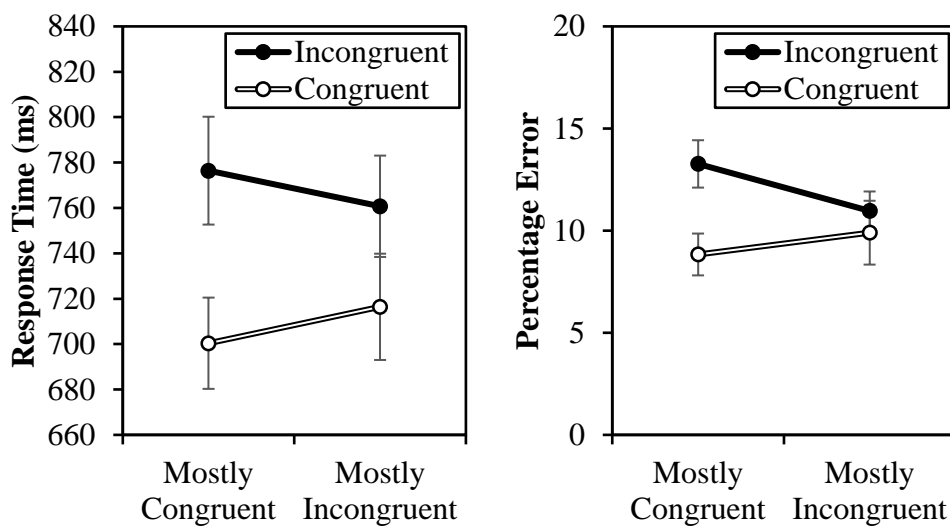 840
820
800
780
760
740
720
700
680
660
Response Time (ms)
Incongruent
Congruent
Mostly
Congruent
Mostly
Incongruent
20
15
10
5
0
Percentage Error
Incongruent
Congruent
Mostly
Congruent
Mostly
Incongruent